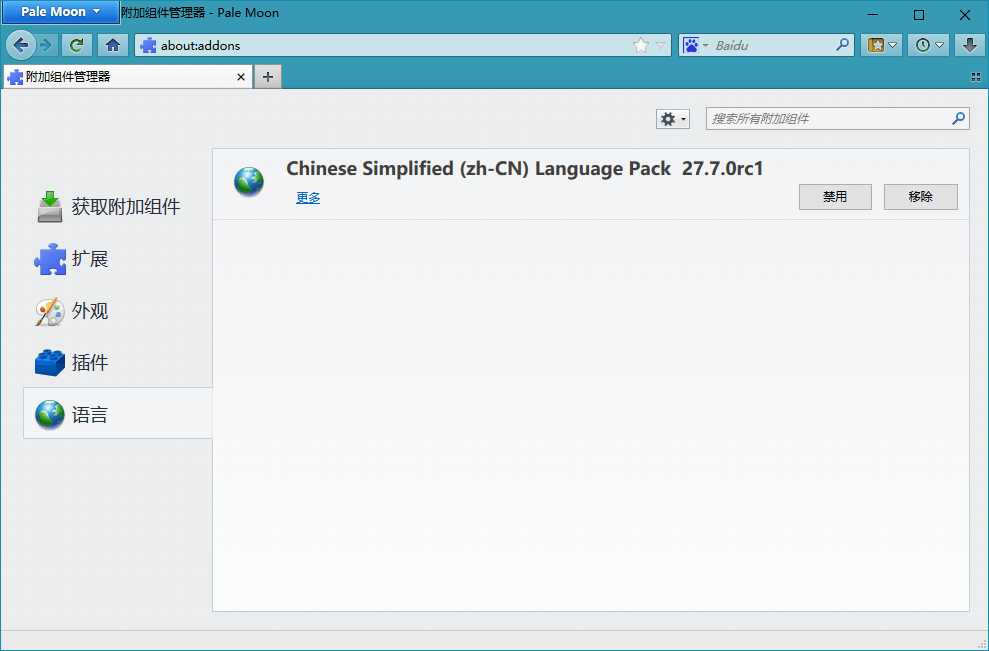 Pale Moon
附加组件管理器 - Pale Moon
about:addons
Baidu
附加组件管理器
搜索所有附加组件
获取附加组件
扩展
外观
插件
语言
Chinese Simplified (zh-CN) Language Pack 27.7.0rc1
更多
禁用
移除